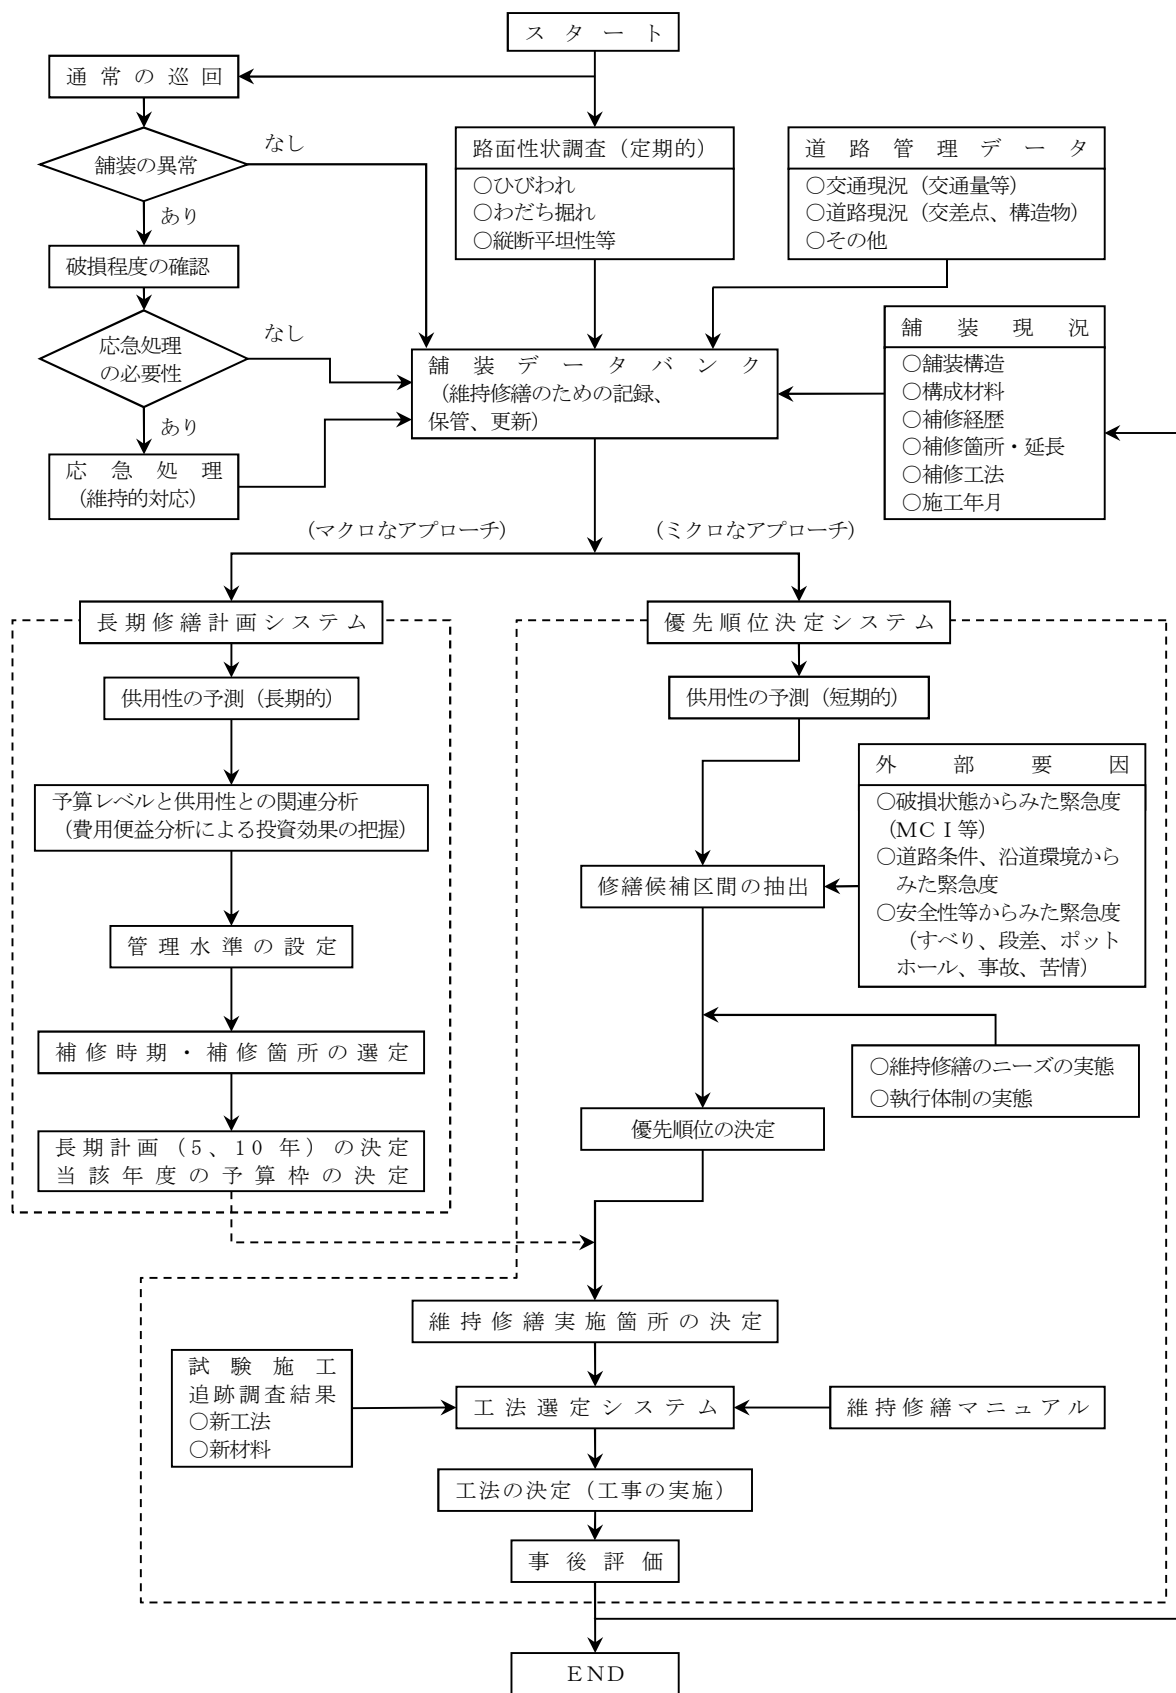 スタート
通常の巡回
舗装の異常
なし
あり
破損程度の確認
応急処理
の必要性
なし
あり
応急処理
（維持的対応）
路面性状調査（定期的）
○ひびわれ
○わだち掘れ
○縦断平坦性等
道路管理データ
○交通現況（交通量等）
○道路現況（交差点、構造物）
○その他
舗装現況
○舗装構造
○構成材料
○補修経歴
○補修箇所・延長
○補修工法
○施工年月
舗装データバンク
（維持修繕のための記録、
保管、更新）
（マクロなアプローチ）
（ミクロなアプローチ）
長期修繕計画システム
供用性の予測（長期的）
予算レベルと供用性との関連分析
（費用便益分析による投資効果の把握）
管理水準の設定
補修時期・補修箇所の選定
長期計画（5、10 年）の決定
当該年度の予算枠の決定
優先順位決定システム
供用性の予測（短期的）
外部要因
○破損状態からみた緊急度
（ＭＣＩ等）
○道路条件、沿道環境から
みた緊急度
○安全性等からみた緊急度
（すべり、段差、ポット
ホール、事故、苦情）
修繕候補区間の抽出
○維持修繕のニーズの実態
○執行体制の実態
優先順位の決定
維持修繕実施箇所の決定
試験施工
追跡調査結果
○新工法
○新材料
工法選定システム
維持修繕マニュアル
工法の決定（工事の実施）
事後評価
END